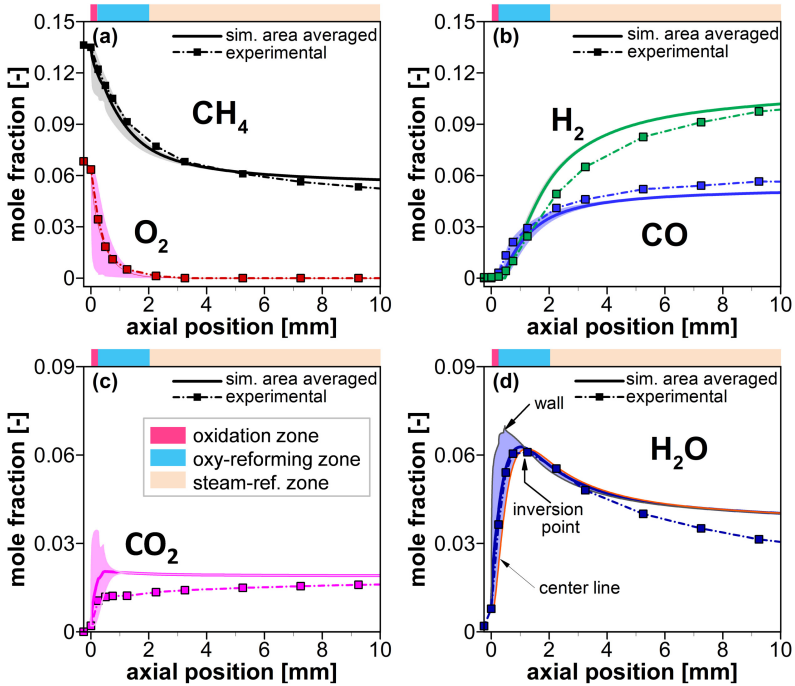 (a)
sim. area averaged
experimental
CH4
O2
mole fraction [-]
0.15
0.12
0.09
0.06
0.03
0
0 2 4 6 8 10
axial position [mm]
(b)
sim. area averaged
experimental
H2
CO
mole fraction [-]
0.15
0.12
0.09
0.06
0.03
0
0 2 4 6 8 10
axial position [mm]
(c)
sim. area averaged
experimental
oxidation zone
oxy-reforming zone
steam-ref. zone
CO2
mole fraction [-]
0.09
0.06
0.03
0
0 2 4 6 8 10
axial position [mm]
(d)
sim. area averaged
experimental
wall
H2O
inversion
point
center line
mole fraction [-]
0.09
0.06
0.03
0
0 2 4 6 8 10
axial position [mm]